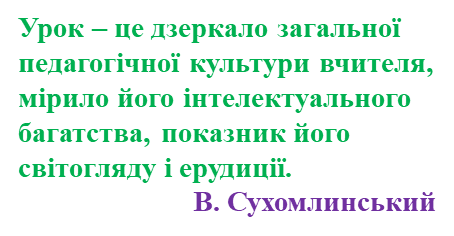 Урок – це дзеркало загальної
педагогічної культури вчителя,
мірило його інтелектуального
багатства, показник його
світогляду і ерудиції.
В. Сухомлинський